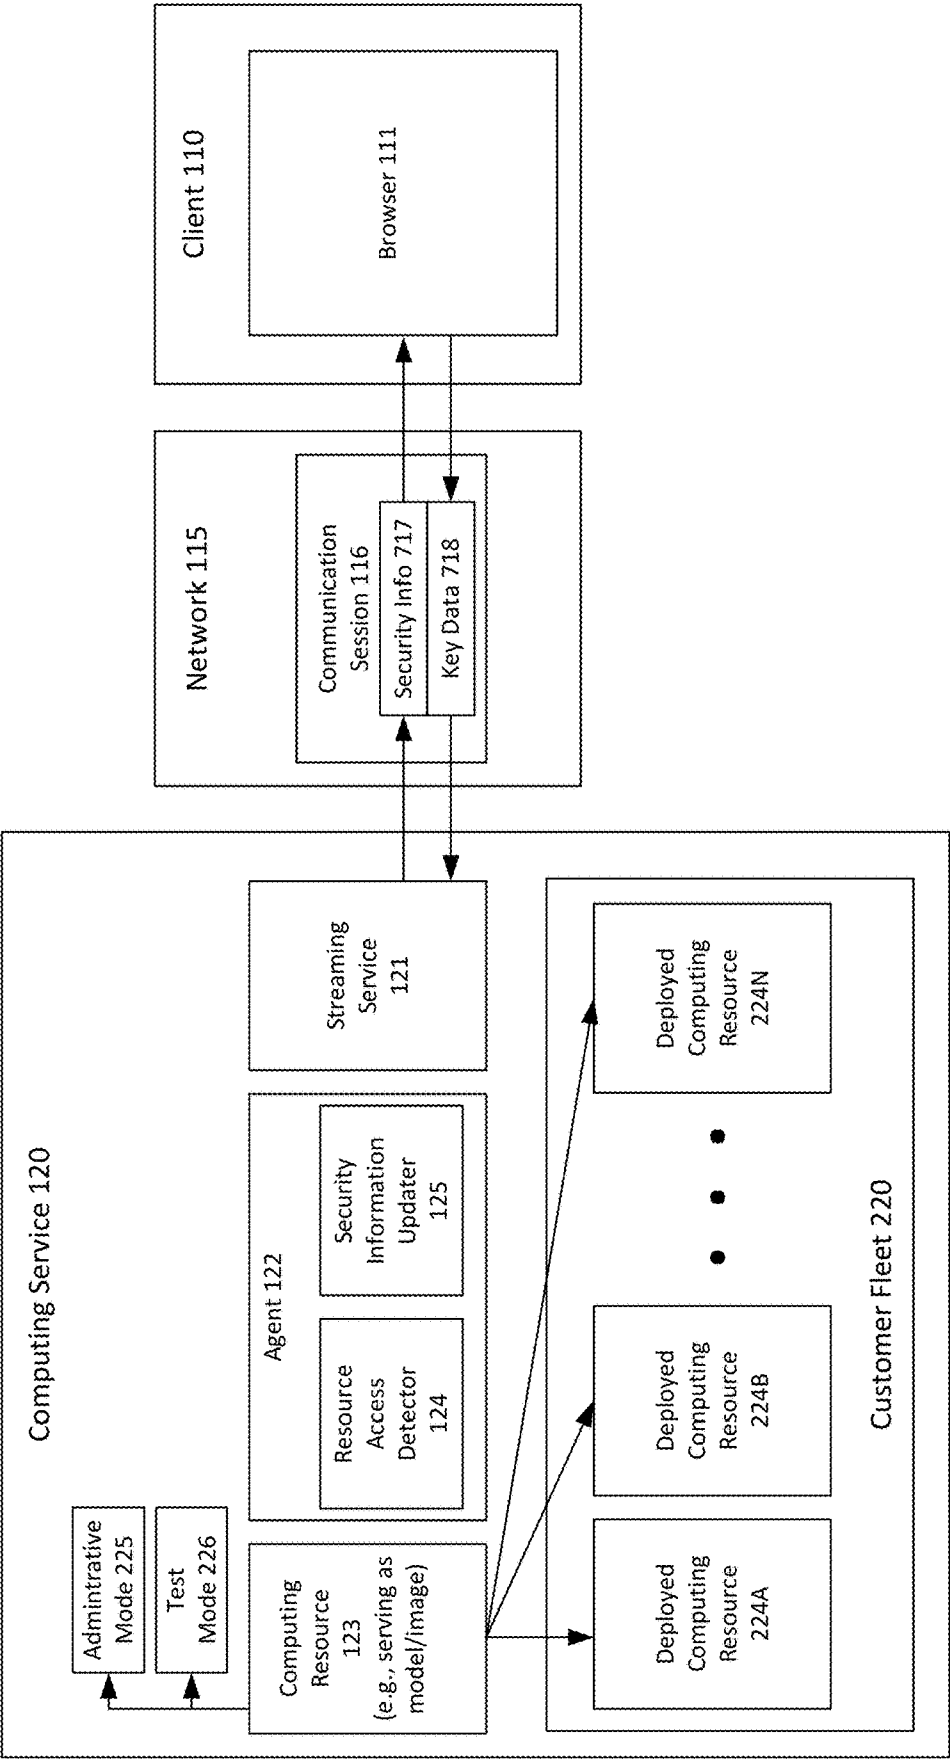 Computing Service 120
Admintrative
Mode 225
Test
Mode 226
Computing
Resource
123
(e.g., serving as
model/image)
Agent 122
Resource
Access
Detector
124
Security
Information
Updater
125
Streaming
Service
121
Deployed
Computing
Resource
224A
Deployed
Computing
Resource
224B
Deployed
Computing
Resource
224N
Customer Fleet 220
Network 115
Communication
Session 116
Security Info 717
Key Data 718
Client 110
Browser 111